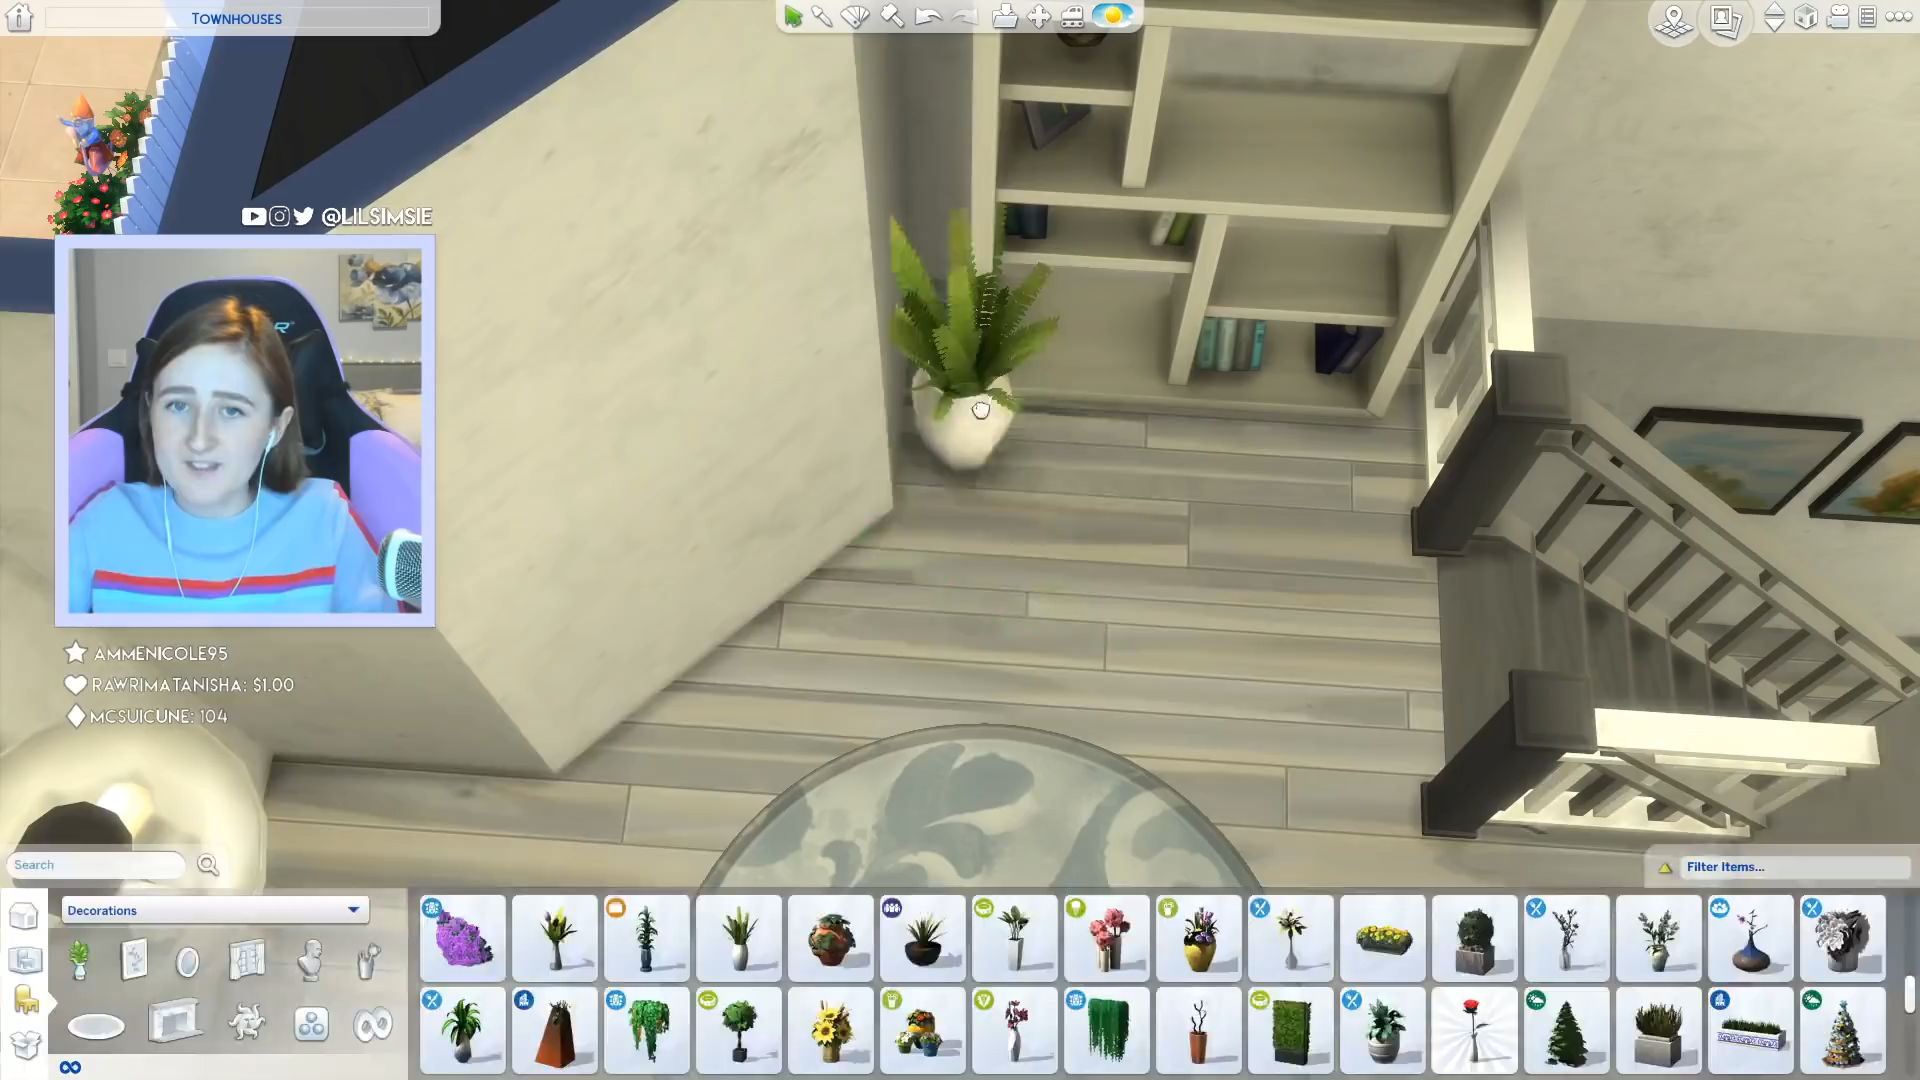 TOWNHOUSES
@LILSIMSIE
AMMENICOLE95
RAWRIMATANISHA: $1.00
MCSUICUNE: 104
Search
Filter Items...
Decorations